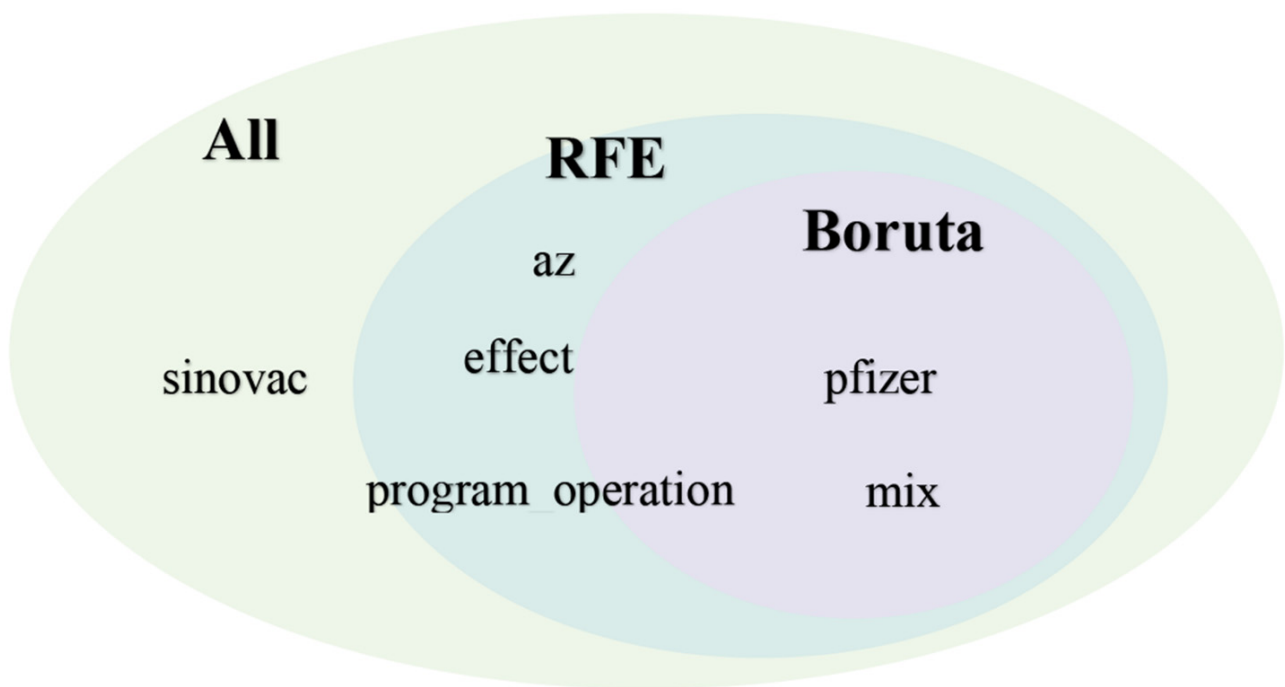 All
RFE
Boruta
az
effect
sinovac
pfizer
program_operation
mix